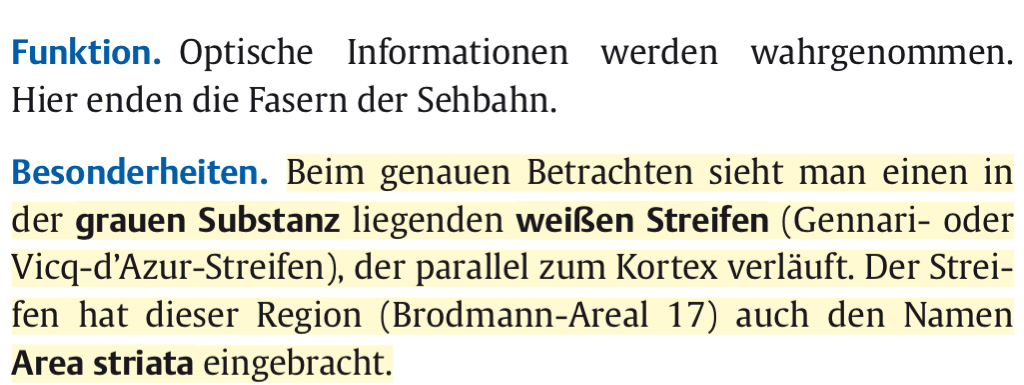 Funktion. Optische Informationen werden wahrgenommen.
Hier enden die Fasern der Sehbahn.
Besonderheiten. Beim genauen Betrachten sieht man einen in
der grauen Substanz liegenden weißen Streifen (Gennari- oder
Vicq-d’Azur-Streifen), der parallel zum Kortex verläuft. Der Strei-
fen hat dieser Region (Brodmann-Areal 17) auch den Namen
Area striata eingebracht.